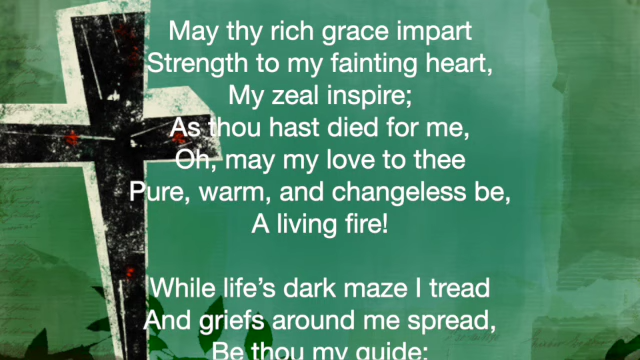 May thy rich grace impart
Strength to my fainting heart,
My zeal inspire;
As thou hast died for me,
Oh, may my love to thee
Pure, warm, and changeless be,
A living fire!
While life’s dark maze I tread
And griefs around me spread,
Be thou my guide;